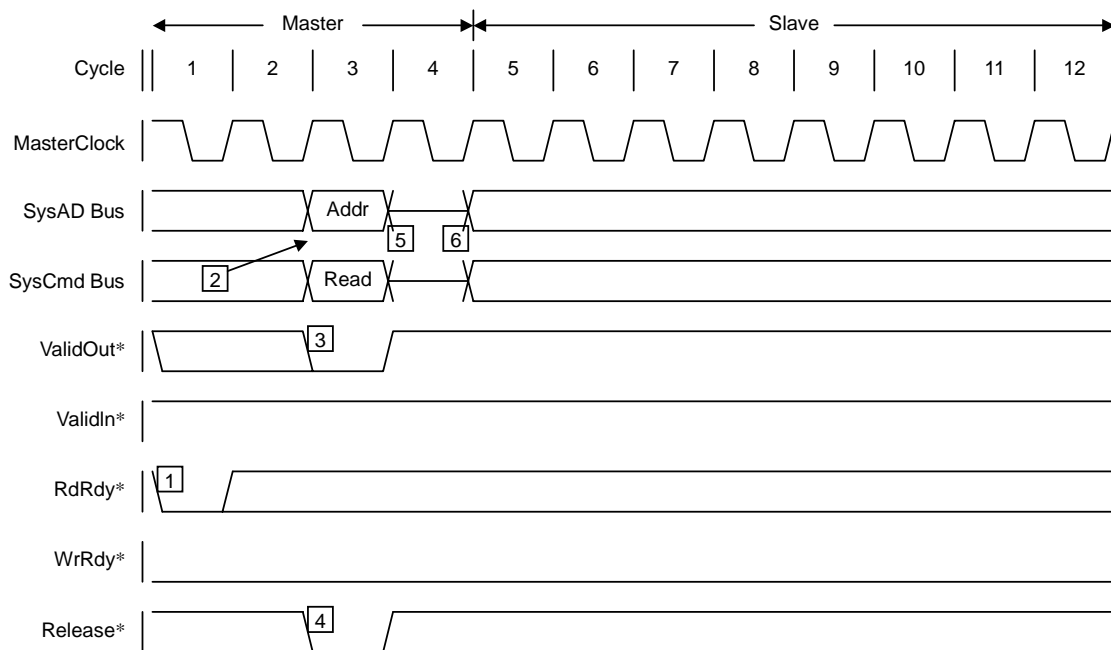 Master Slave
Cycle 1 2 3 4 5 6 7 8 9 10 11 12
MasterClock
SysAD Bus Addr
5 6
2
SysCmd Bus Read
ValidOut* 3
ValidIn*
RdRdy* 1
WrRdy*
Release* 4